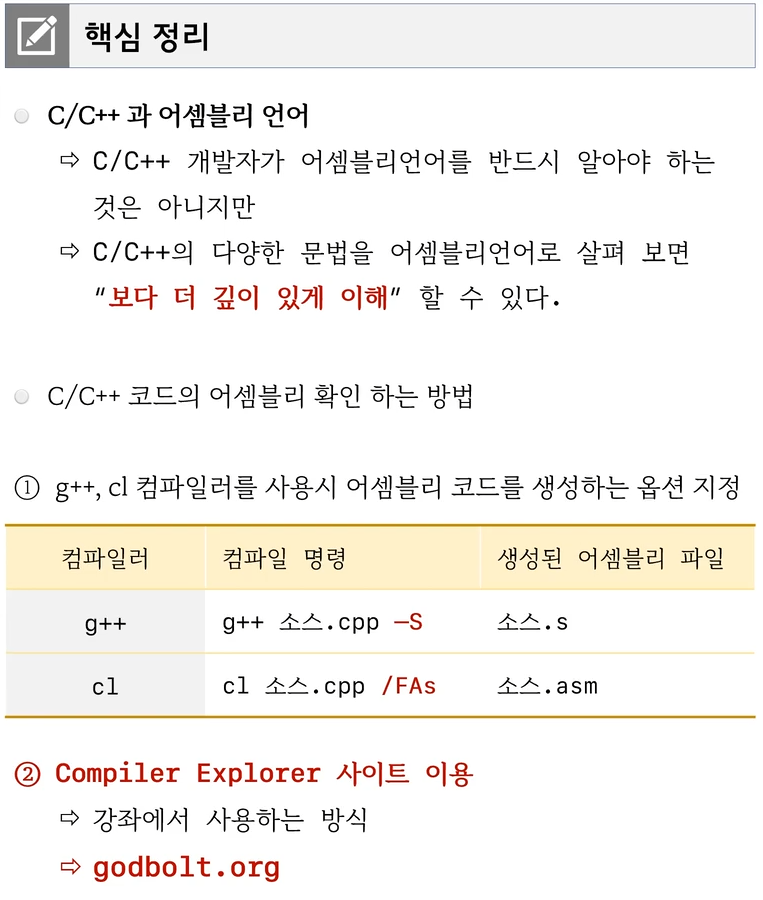 핵심 정리
C/C++ 과 어셈블리 언어
⇨ C/C++ 개발자가 어셈블리언어를 반드시 알아야 하는
것은 아니지만
⇨ C/C++의 다양한 문법을 어셈블리언어로 살펴 보면
"보다 더 깊이 있게 이해" 할 수 있다.
C/C++ 코드의 어셈블리 확인 하는 방법
① g++, cl 컴파일러를 사용시 어셈블리 코드를 생성하는 옵션 지정
컴파일러 컴파일 명령 생성된 어셈블리 파일
g++ g++ 소스.cpp –S 소스.s
cl cl 소스.cpp /FAs 소스.asm
② Compiler Explorer 사이트 이용
⇨ 강좌에서 사용하는 방식
⇨ godbolt.org